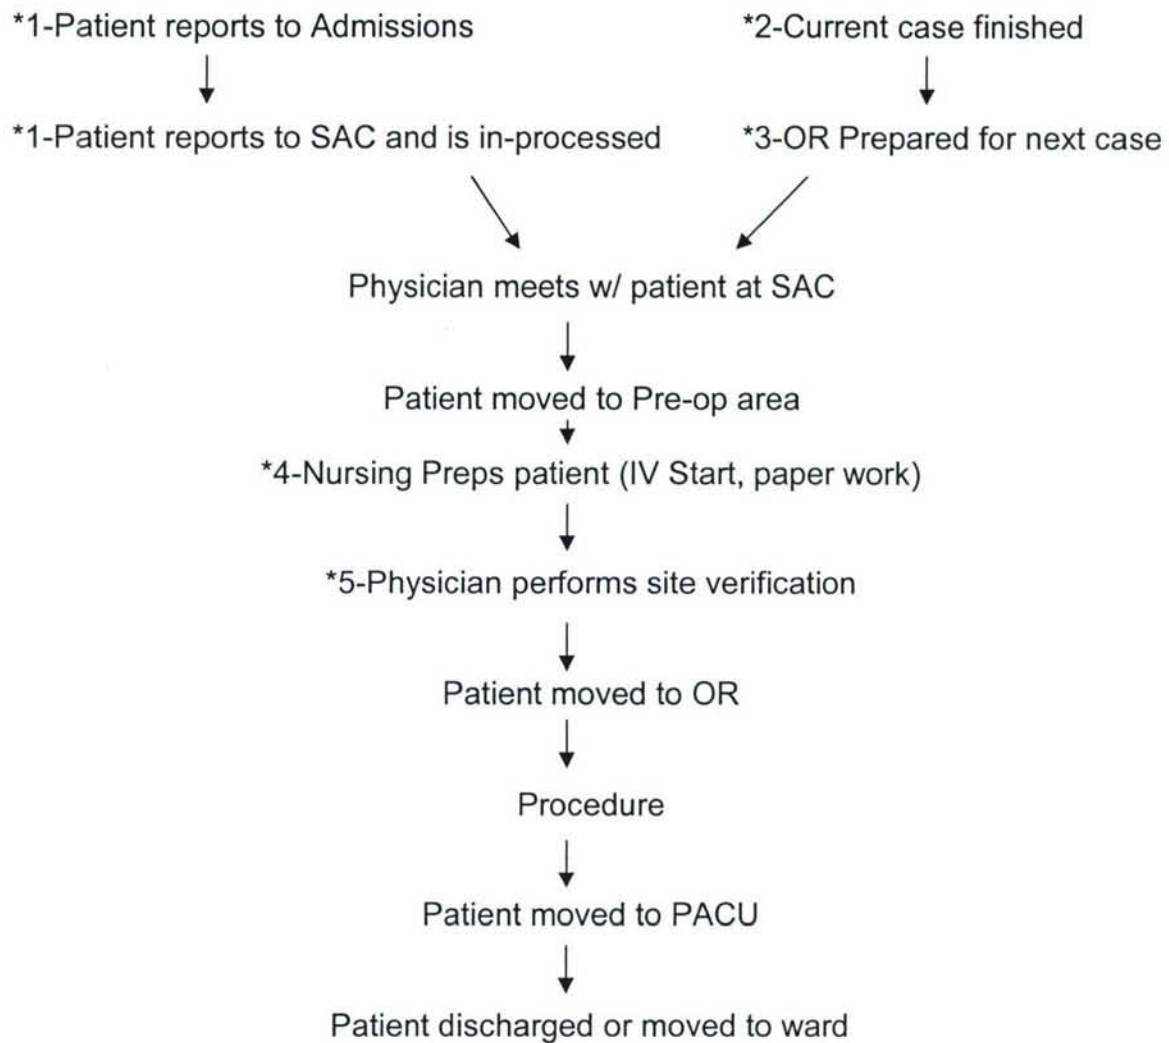 *1-Patient reports to Admissions
*2-Current case finished
*1-Patient reports to SAC and is in-processed
*3-OR Prepared for next case
Physician meets w/ patient at SAC
Patient moved to Pre-op area
*4-Nursing Preps patient (IV Start, paper work)
*5-Physician performs site verification
Patient moved to OR
Procedure
Patient moved to PACU
Patient discharged or moved to ward